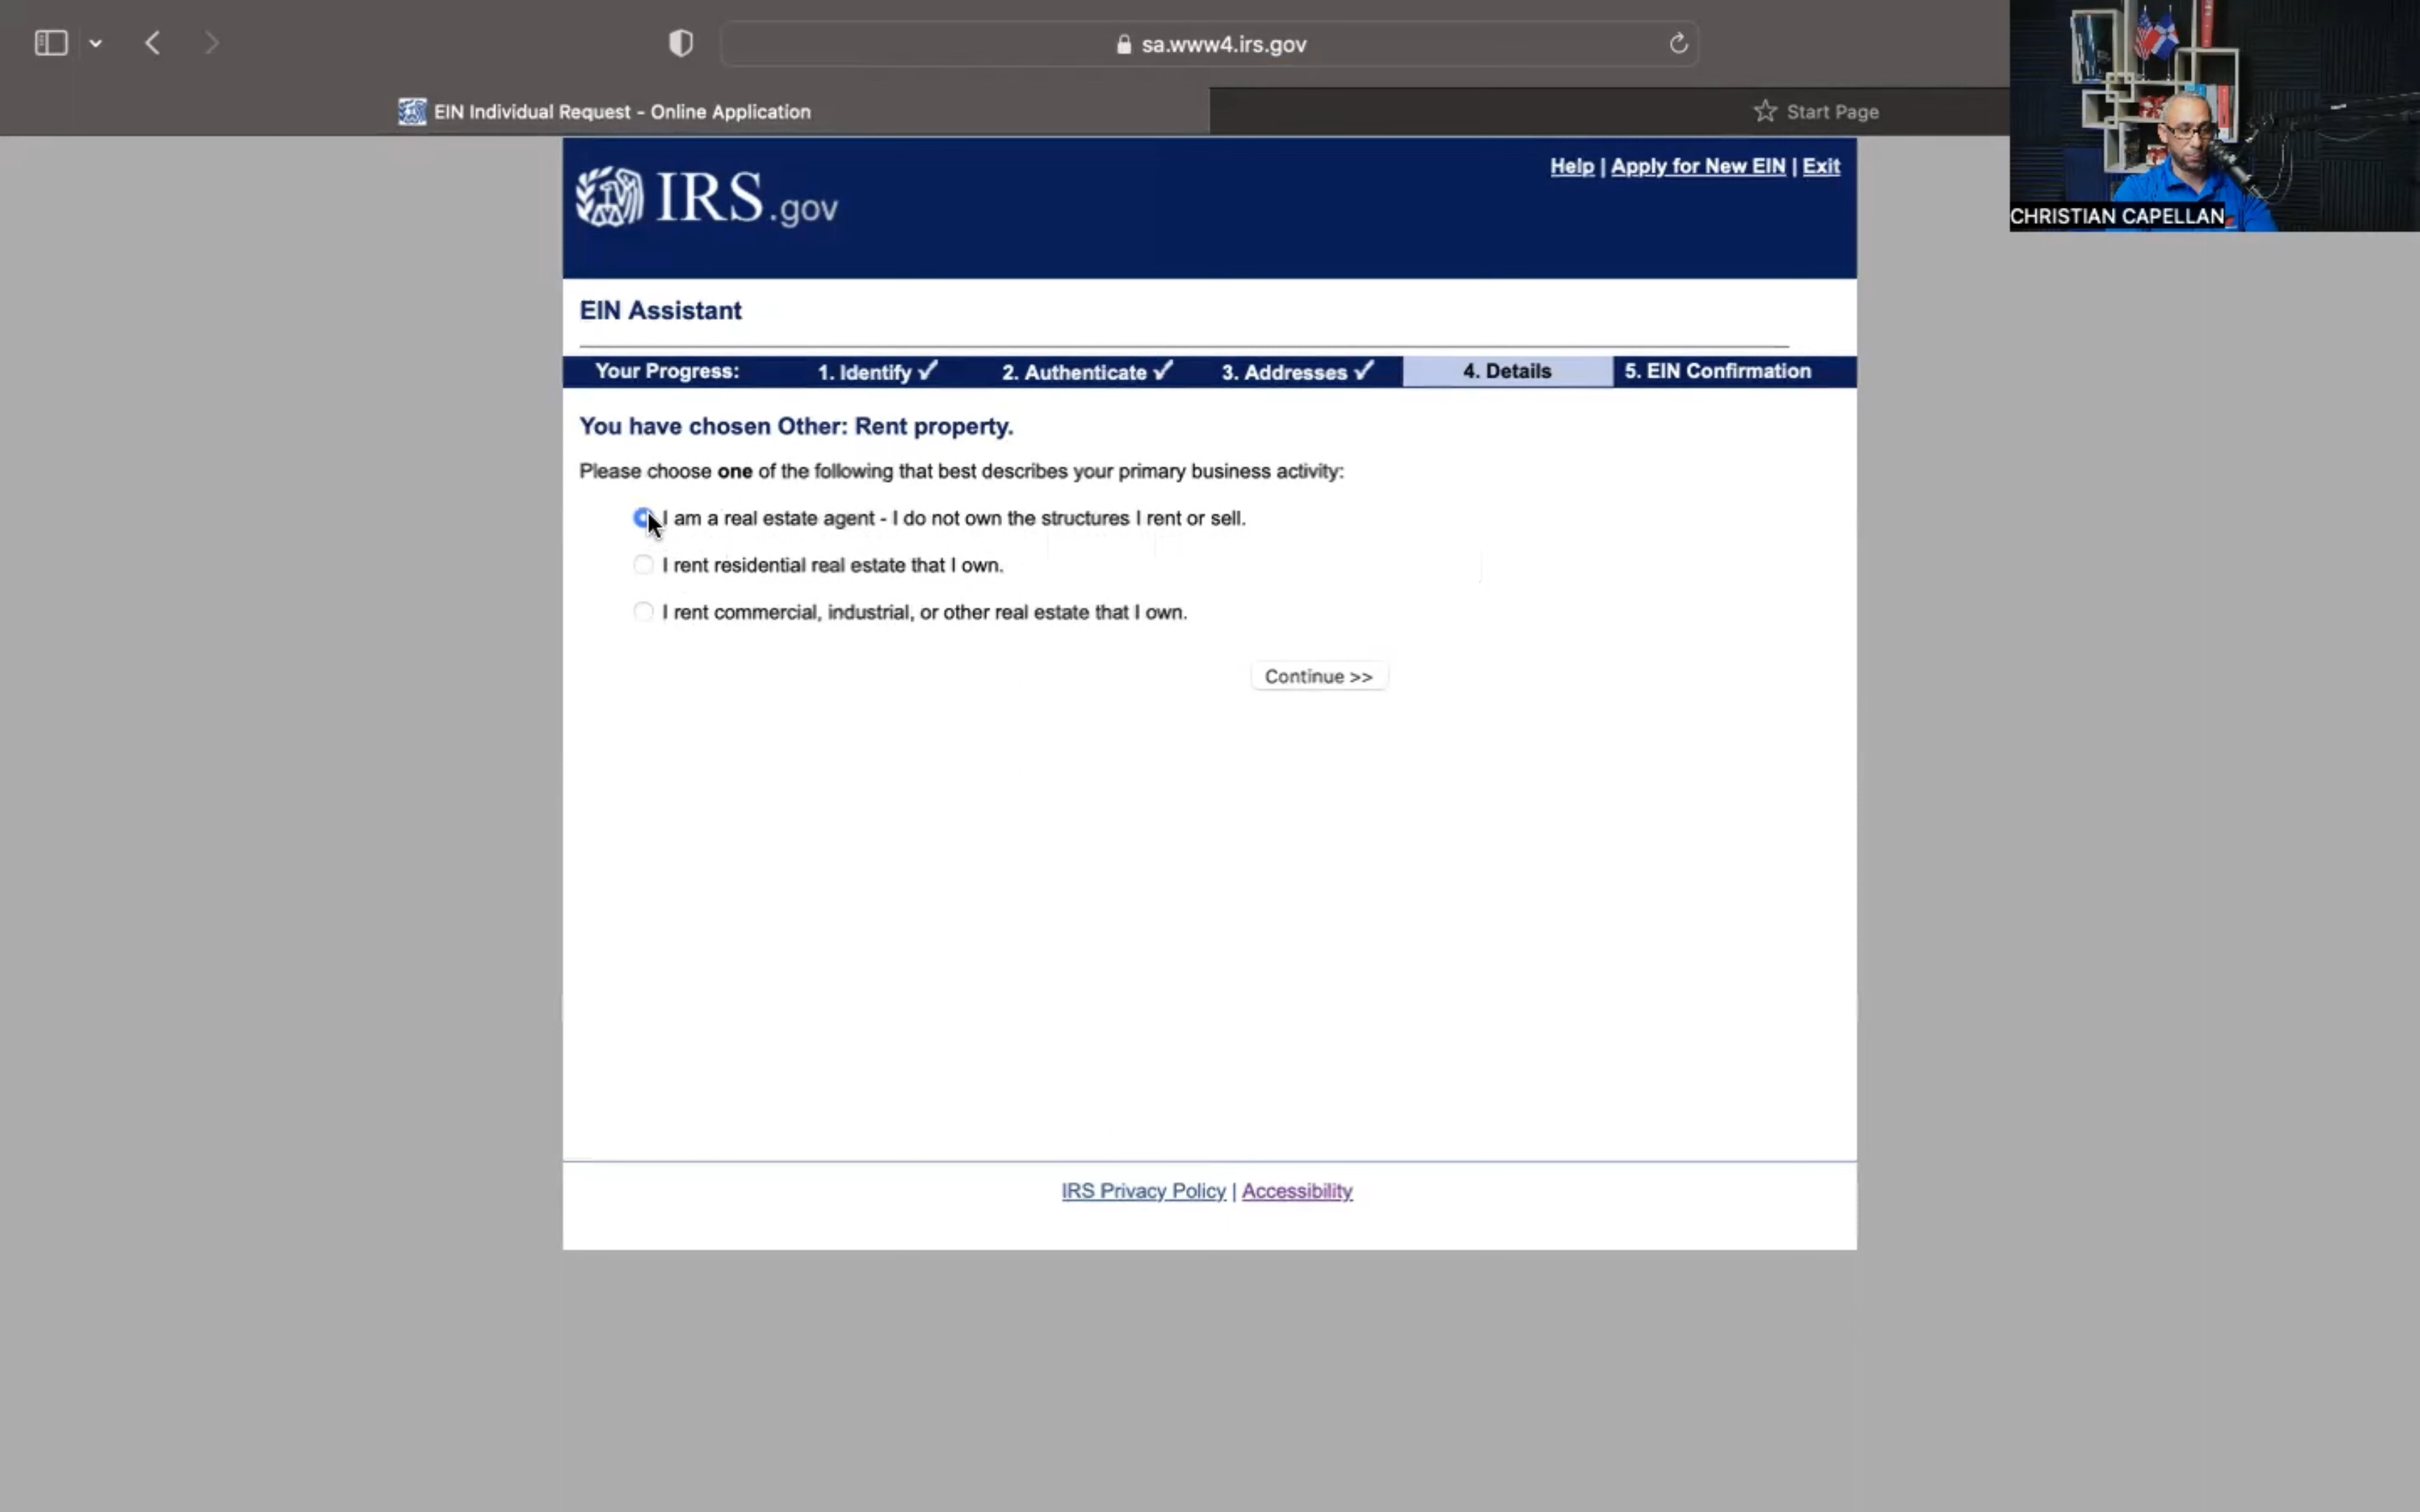 sa.www4.irs.gov
EIN Individual Request - Online Application
Start Page
CHRISTIAN CAPELLAN
IRS.gov
Help | Apply for New EIN | Exit
EIN Assistant
Your Progress: 1. Identify ✓ 2. Authenticate ✓ 3. Addresses ✓ 4. Details 5. EIN Confirmation
You have chosen Other: Rent property.
Please choose one of the following that best describes your primary business activity:
I am a real estate agent - I do not own the structures I rent or sell.
I rent residential real estate that I own.
I rent commercial, industrial, or other real estate that I own.
Continue >>
IRS Privacy Policy | Accessibility